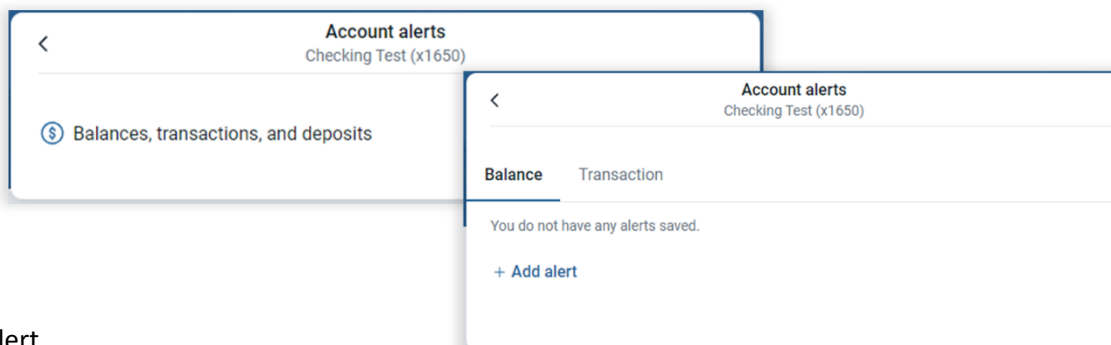 Account alerts
Checking Test (x1650)
Balances, transactions, and deposits
Account alerts
Checking Test (x1650)
Balance Transaction
You do not have any alerts saved.
+ Add alert